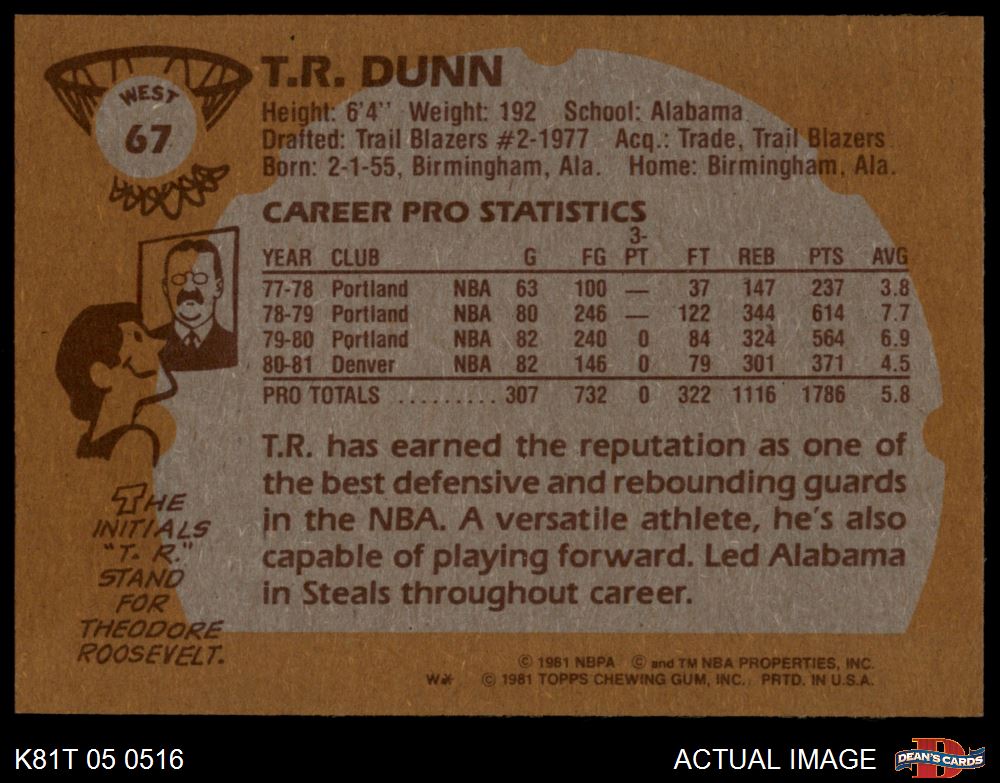 WEST
67
T.R. DUNN
Height: 6'4'' Weight: 192 School: Alabama
Drafted: Trail Blazers #2-1977 Acq.: Trade, Trail Blazers
Born: 2-1-55, Birmingham, Ala. Home: Birmingham, Ala.
CAREER PRO STATISTICS
YEAR CLUB G FG 3-PT FT REB PTS AVG
77-78 Portland NBA 63 100 — 37 147 237 3.8
78-79 Portland NBA 80 246 — 122 344 614 7.7
79-80 Portland NBA 82 240 0 84 324 564 6.9
80-81 Denver NBA 82 146 0 79 301 371 4.5
PRO TOTALS ......... 307 732 0 322 1116 1786 5.8
T.R. has earned the reputation as one of
the best defensive and rebounding guards
in the NBA. A versatile athlete, he's also
capable of playing forward. Led Alabama
in Steals throughout career.
THE
INITIALS
"T. R."
STAND
FOR
THEODORE
ROOSEVELT.
© 1981 NBPA © and TM NBA PROPERTIES, INC.
W* © 1981 TOPPS CHEWING GUM, INC. PRTD. IN U.S.A.
K81T 05 0516
ACTUAL IMAGE
DEAN'S CARDS